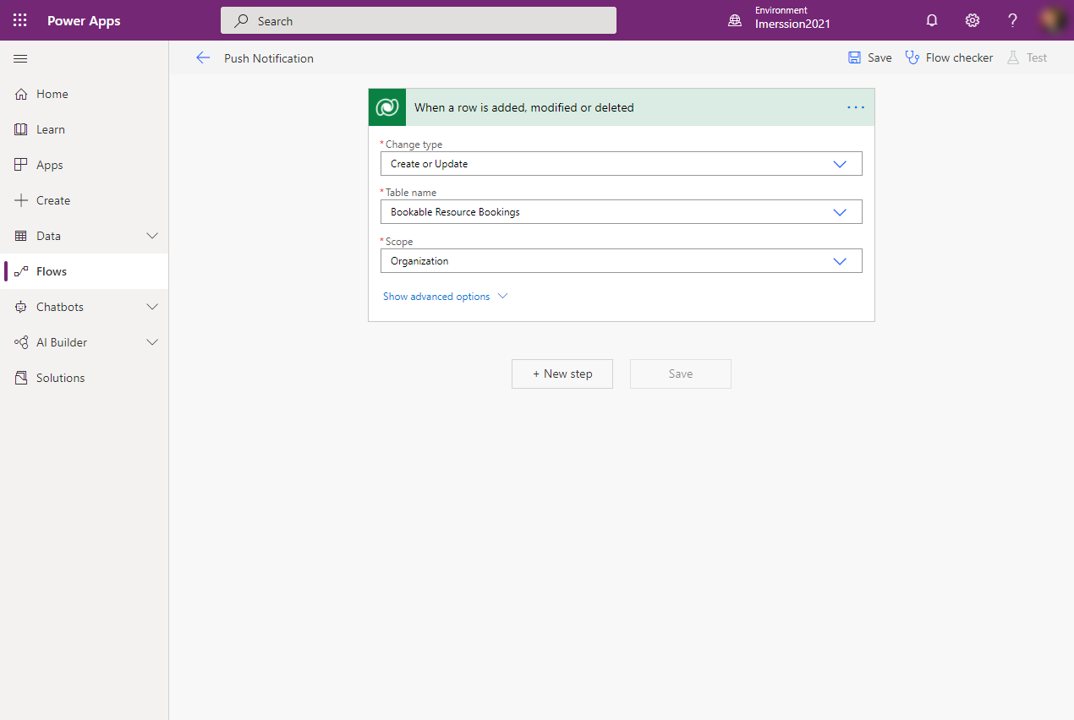 Power Apps
Search
Environment
Imerssion2021
?
Push Notification
Save
Flow checker
Test
Home
Learn
Apps
Create
Data
Flows
Chatbots
AI Builder
Solutions
When a row is added, modified or deleted
* Change type
Create or Update
* Table name
Bookable Resource Bookings
* Scope
Organization
Show advanced options
+ New step
Save